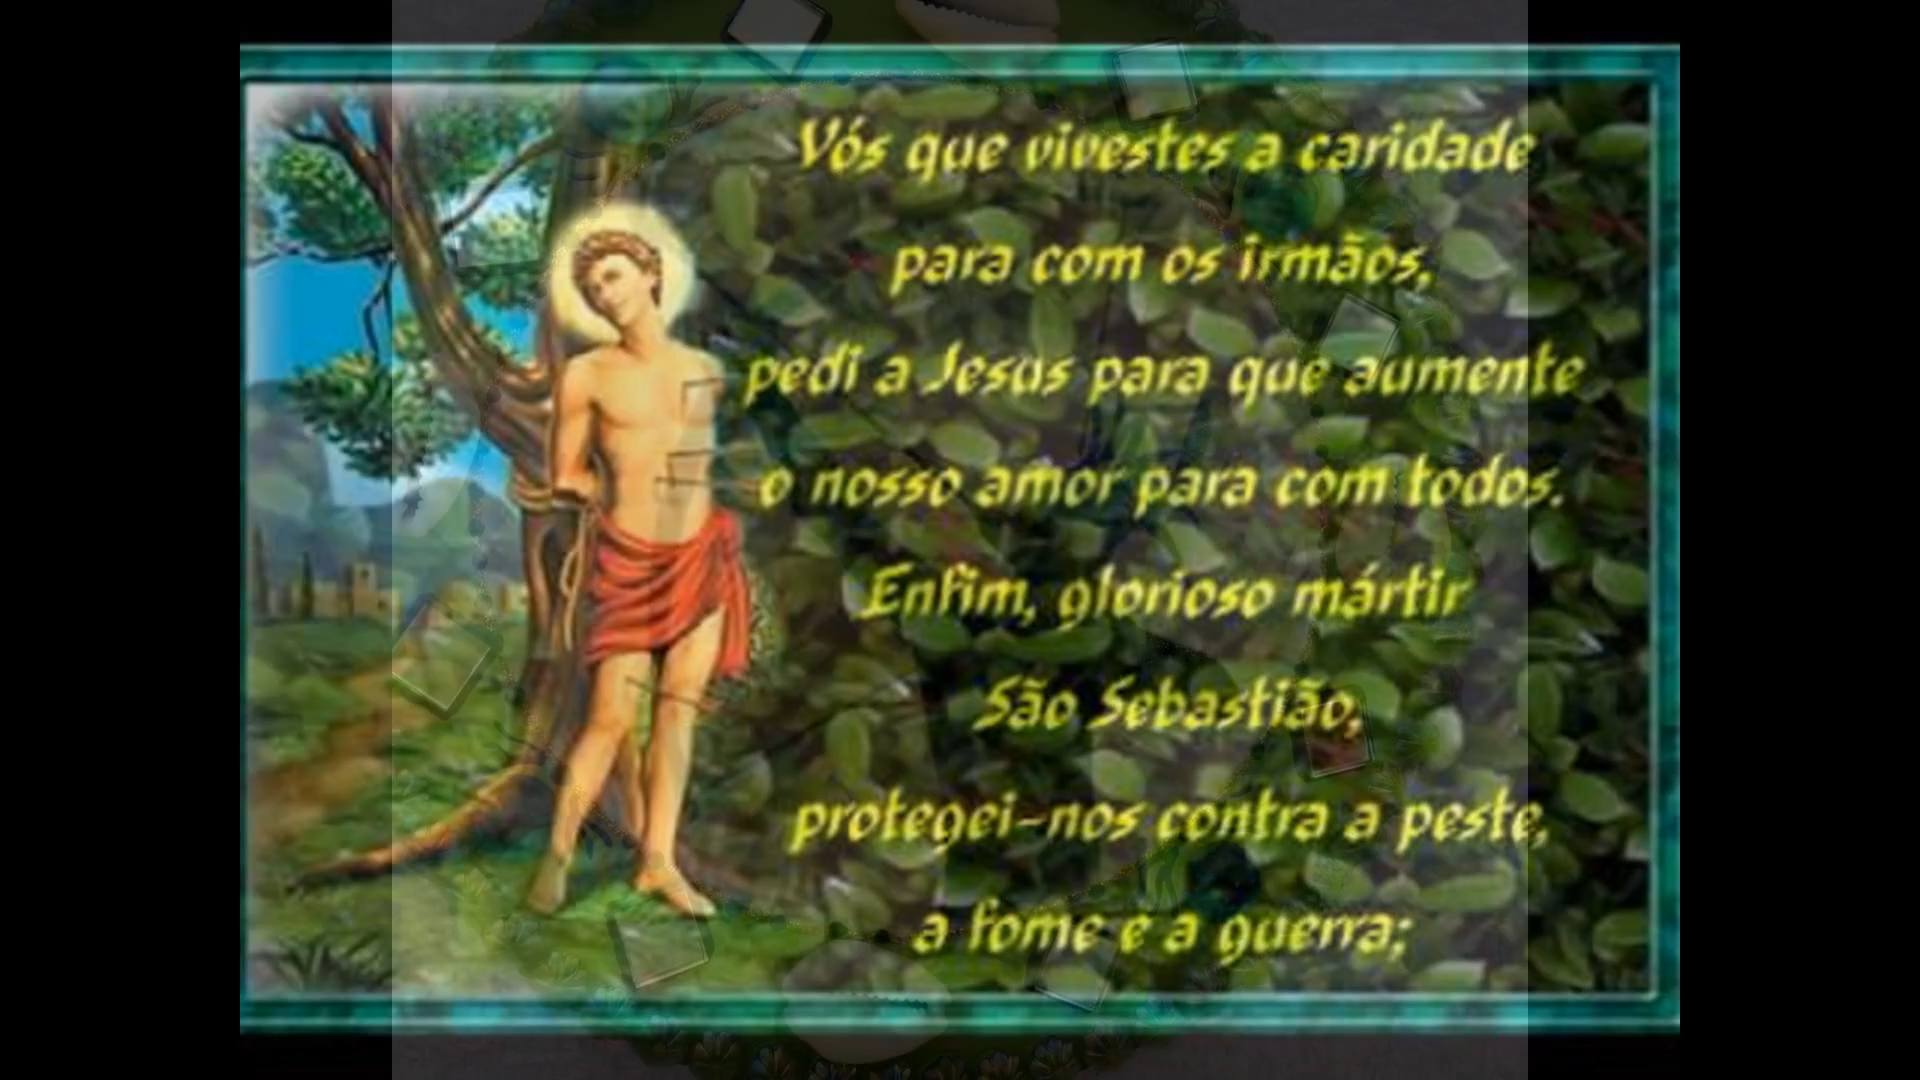 Vós que vivestes a caridade
para com os irmãos,
pedi a Jesus para que aumente
o nosso amor para com todos.
Enfim, glorioso mártir
São Sebastião,
protegei-nos contra a peste,
a fome e a guerra;